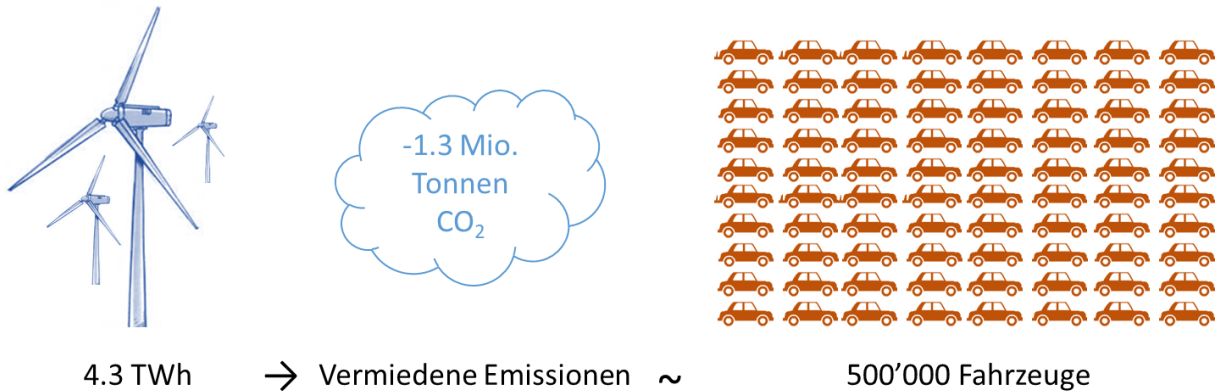 -1.3 Mio.
Tonnen
CO₂
4.3 TWh → Vermiedene Emissionen ~ 500’000 Fahrzeuge